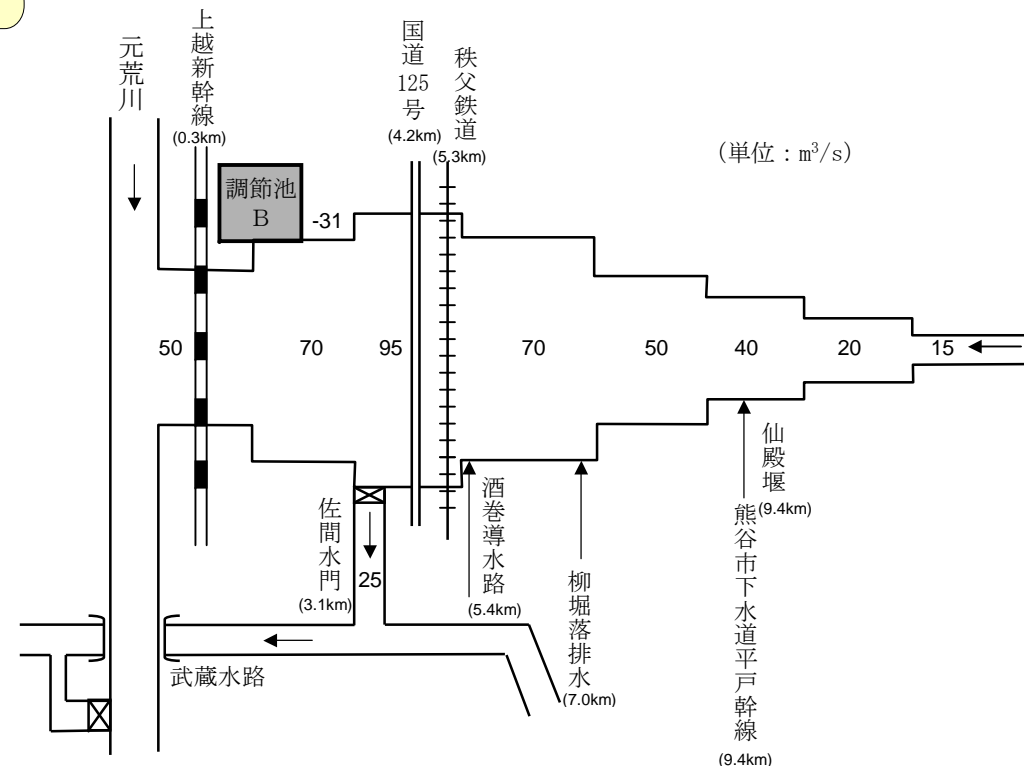 元荒川
上越新幹線
(0.3km)
国道125号
(4.2km)
秩父鉄道
(5.3km)
(単位：m³/s)
調節池
B
-31
50
70
95
70
50
40
20
15
佐間水門
(3.1km)
25
酒巻導水路
(5.4km)
柳堀落排水
(7.0km)
仙殿堰
(9.4km)
熊谷市下水道平戸幹線
(9.4km)
武蔵水路